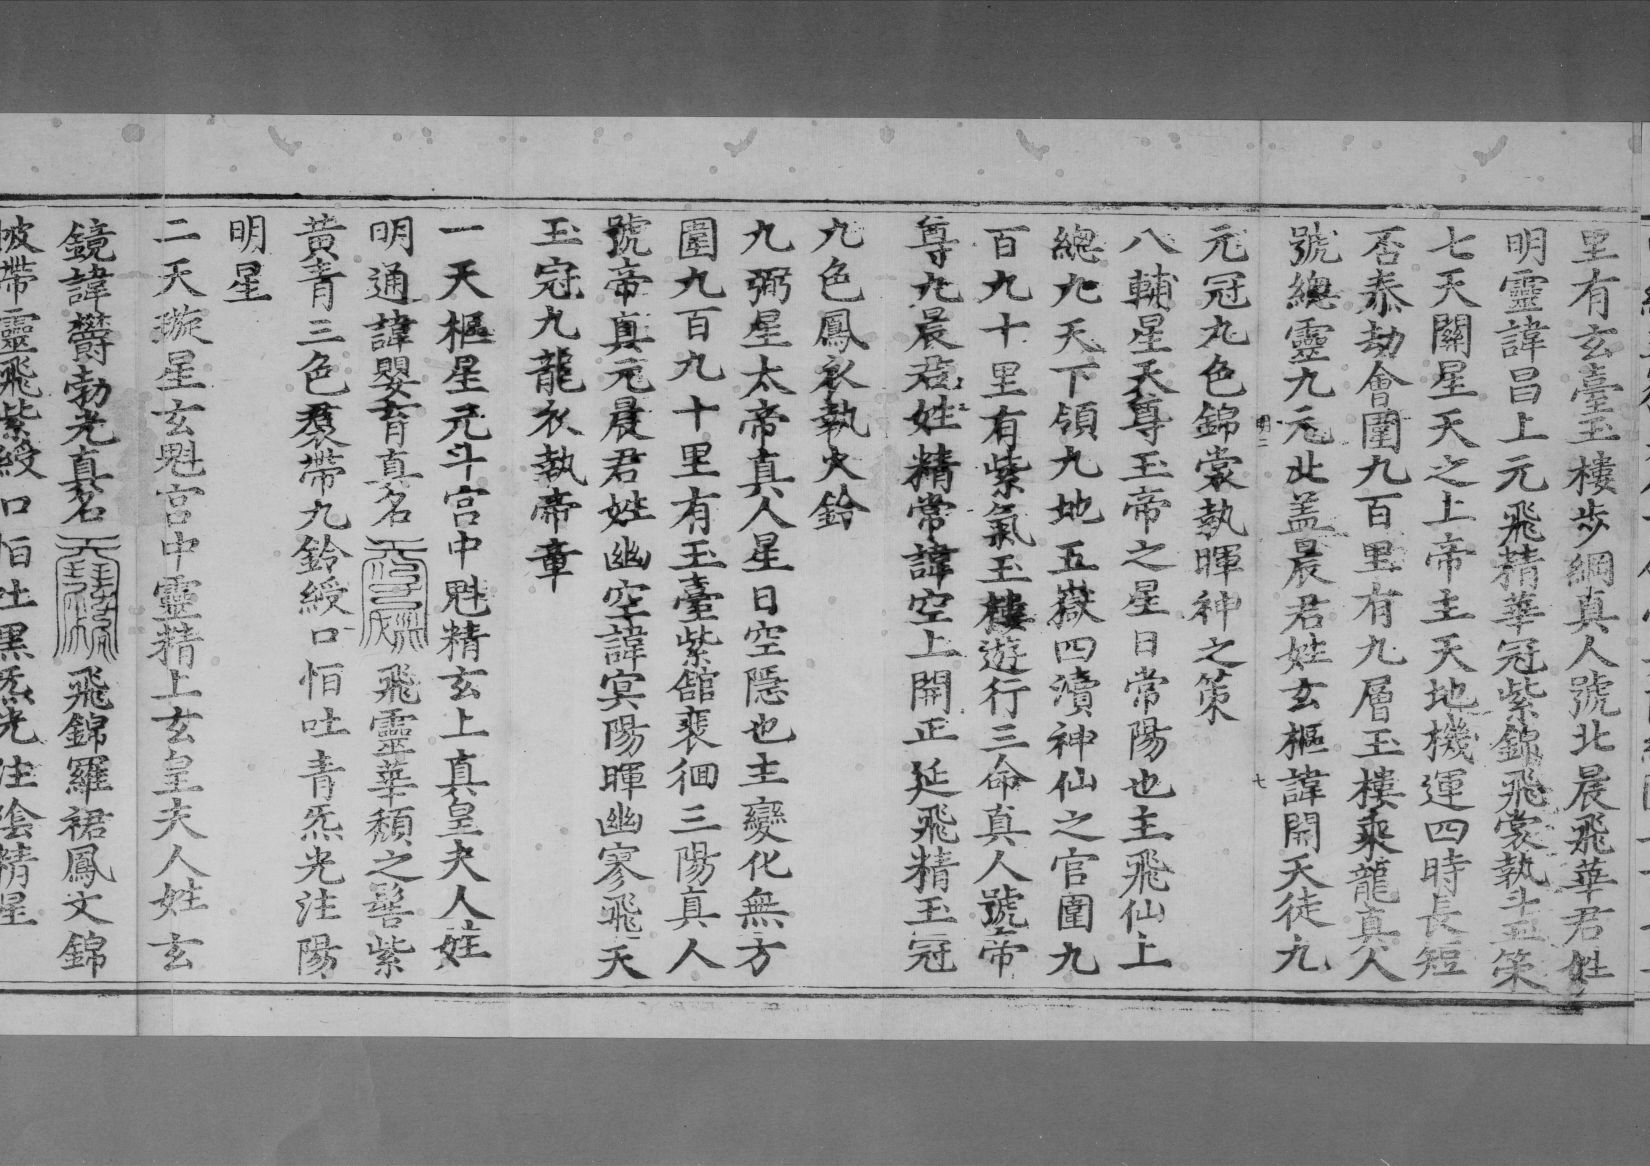 里有玄臺玉樓步綱真人號北晨飛華君姓
明靈諱昌上元飛精華冠紫錦飛裳執斗五策
七天關星天之上帝主天地機運四時長短
否泰劫會圍九百里有九層玉樓乘龍真人
號總靈九元北盖晨君姓玄樞諱開天徒九
元冠九色錦裳執暉神之策
八輔星天尊玉帝之星日常陽也主飛仙上
總九天下領九地五嶽四瀆神仙之官圍九
百九十里有紫氣玉樓遊行三命真人號帝
尊九晨君姓精常諱空上開正延飛精玉冠
九色鳳衣執火鈴
九弼星太帝真人星日空隱也主變化無方
圍九百九十里有玉臺紫舘裴徊三陽真人
號帝真元晨君姓幽空諱冥陽暉幽寥飛天
玉冠九龍衣執帝章
一天樞星元斗宮中魁精玄上真皇夫人姓
明通諱嬰育真名飛靈華頹之髻紫
黃青三色裠帶九鈴綬口恒吐青炁光注陽
明星
二天璇星玄魁宮中靈精上玄皇夫人姓玄
鏡諱欝勃光真名飛錦羅裙鳳文錦
帔帶靈飛紫綬口恒吐黑炁光注陰精星